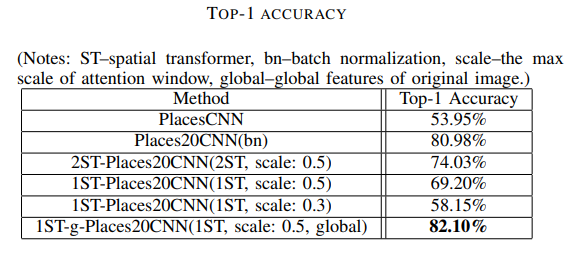 TOP-1 ACCURACY
(Notes: ST–spatial transformer, bn–batch normalization, scale–the max
scale of attention window, global–global features of original image.)
Method Top-1 Accuracy
PlacesCNN 53.95%
Places20CNN(bn) 80.98%
2ST-Places20CNN(2ST, scale: 0.5) 74.03%
1ST-Places20CNN(1ST, scale: 0.5) 69.20%
1ST-Places20CNN(1ST, scale: 0.3) 58.15%
1ST-g-Places20CNN(1ST, scale: 0.5, global) 82.10%